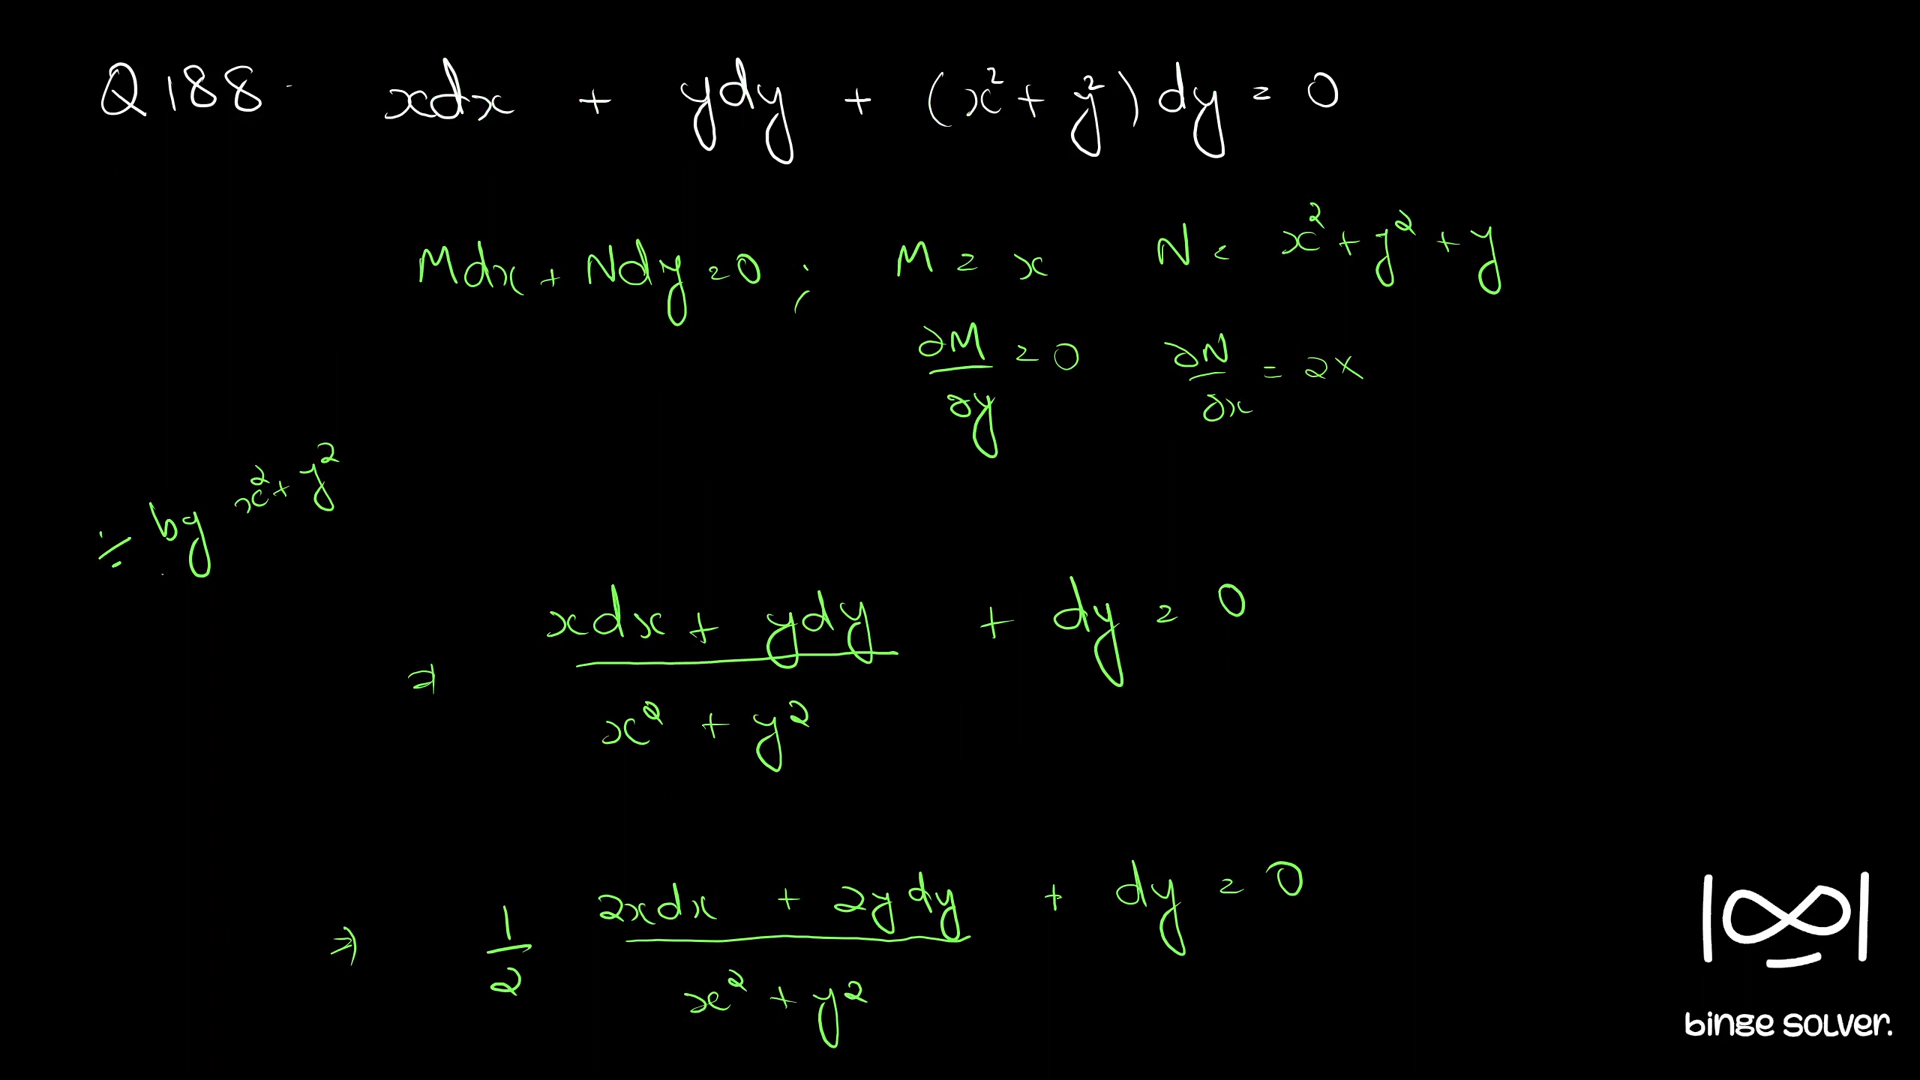 Q188. xdx + ydy + (x² + y²) dy = 0
Mdx + Ndy = 0 ; M = x N = x² + y² + y
∂M/∂y = 0 ∂N/∂x = 2x
÷ by x² + y²
⇒ (xdx + ydy)/(x² + y²) + dy = 0
⇒ 1/2 (2xdx + 2ydy)/(x² + y²) + dy = 0
binge solver.